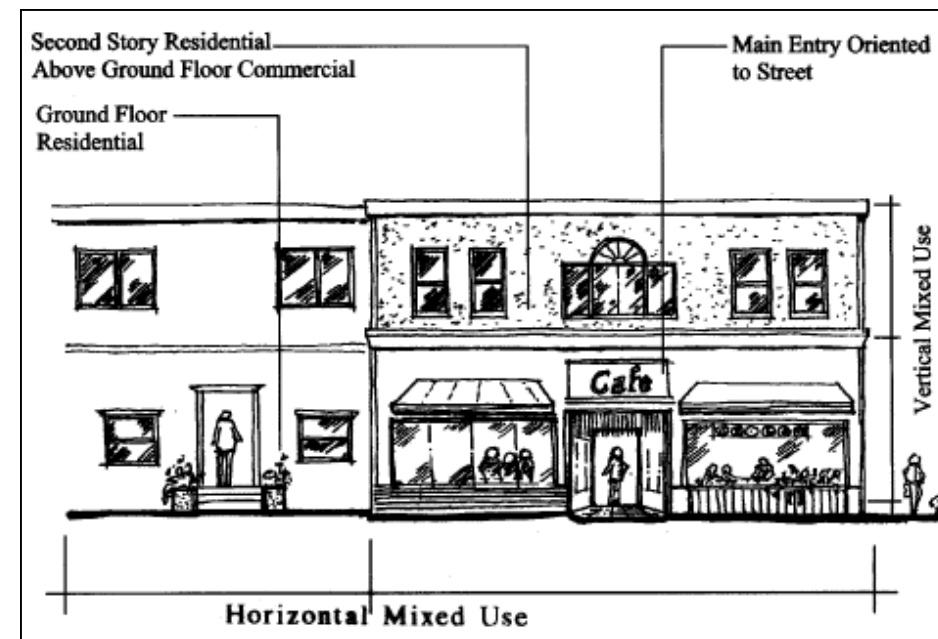 Second Story Residential
Above Ground Floor Commercial
Main Entry Oriented
to Street
Ground Floor
Residential
Vertical Mixed Use
Cafe
Horizontal Mixed Use